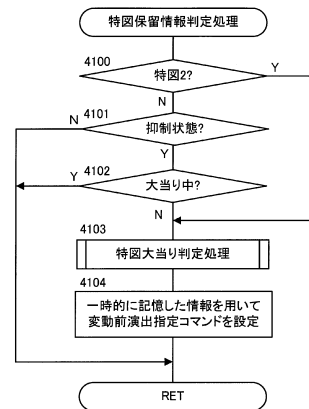 特図保留情報判定処理
4100
特図2?
Y
N
4101
N
抑制状態?
Y
4102
Y
大当り中?
N
4103
特図大当り判定処理
4104
一時的に記憶した情報を用いて
変動前演出指定コマンドを設定
RET